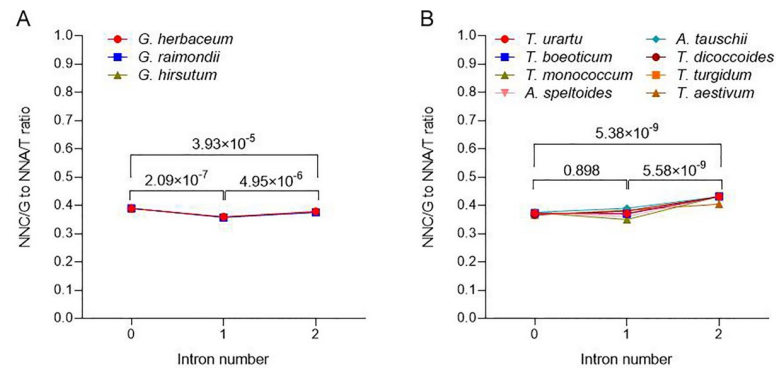 A
NNC/G to NNA/T ratio
1.0
0.9
0.8
0.7
0.6
0.5
0.4
0.3
0.2
0.1
0.0
G. herbaceum
G. raimondii
G. hirsutum
3.93×10⁻⁵
2.09×10⁻⁷ 4.95×10⁻⁶
0 1 2
Intron number
B
NNC/G to NNA/T ratio
1.0
0.9
0.8
0.7
0.6
0.5
0.4
0.3
0.2
0.1
0.0
T. urartu A. tauschii
T. boeoticum T. dicoccoides
T. monococcum T. turgidum
A. speltoides T. aestivum
5.38×10⁻⁹
0.898 5.58×10⁻⁹
0 1 2
Intron number